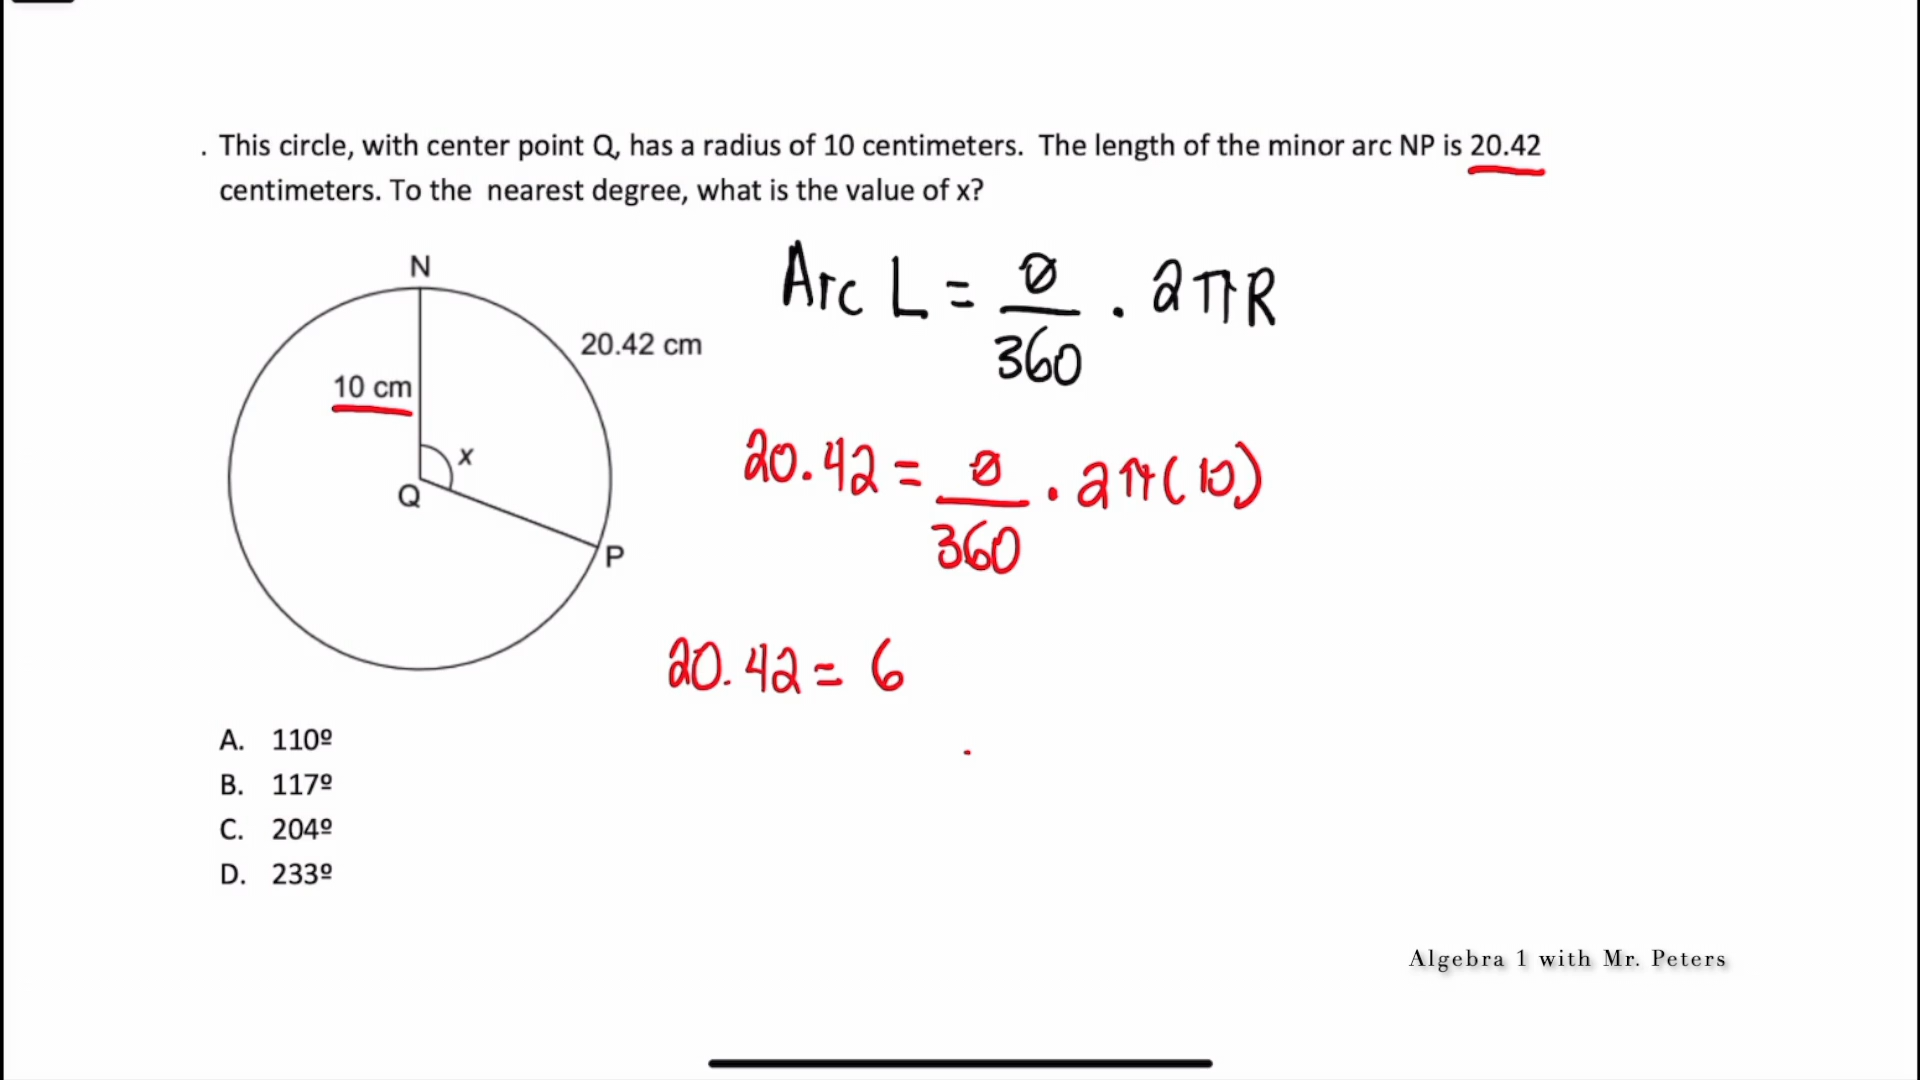 . This circle, with center point Q, has a radius of 10 centimeters. The length of the minor arc NP is 20.42
centimeters. To the nearest degree, what is the value of x?
N
20.42 cm
10 cm
x
Q
P
Arc L = θ/360 · 2πR
20.42 = θ/360 · 2π(10)
20.42 = 6
A. 110º
B. 117º
C. 204º
D. 233º
Algebra 1 with Mr. Peters